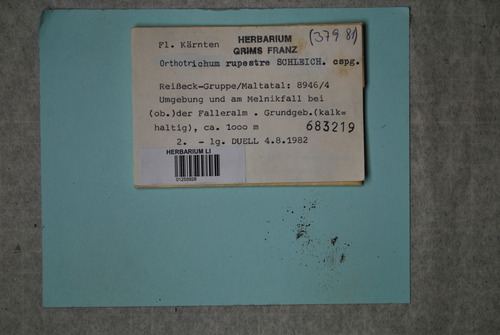 Fl. Kärnten HERBARIUM (379 81)
GRIMS FRANZ
Orthotrichum rupestre SCHLEICH. cspg.
Reißeck-Gruppe/Maltatal: 8946/4
Umgebung und am Melnikfall bei
(ob.)der Falleralm . Grundgeb.(kalk=
haltig), ca. 1ooo m 683219
2. - lg. DUELL 4.8.1982
HERBARIUM LI